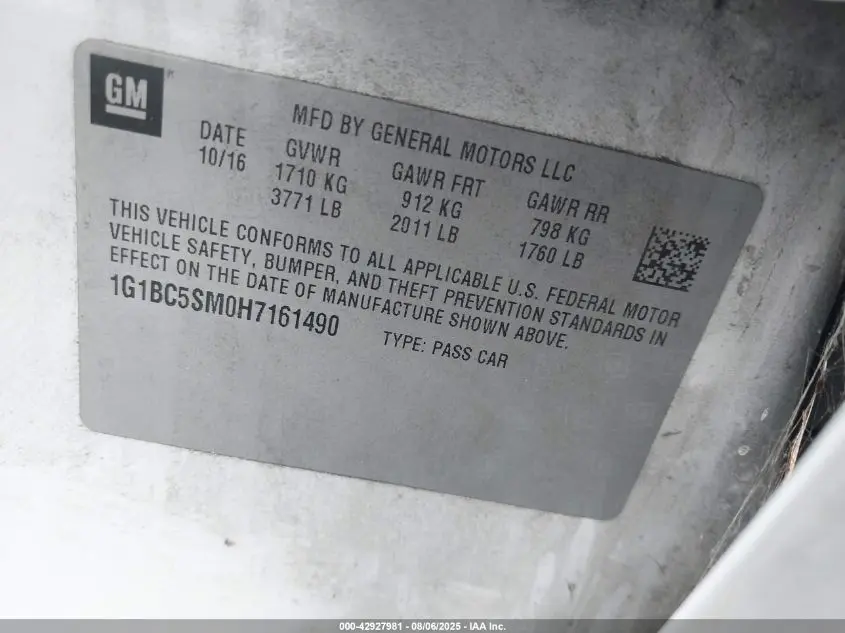 GM
MFD BY GENERAL MOTORS LLC
DATE GVWR GAWR FRT GAWR RR
10/16 1710 KG 912 KG 798 KG
3771 LB 2011 LB 1760 LB
THIS VEHICLE CONFORMS TO ALL APPLICABLE U.S. FEDERAL MOTOR
VEHICLE SAFETY, BUMPER, AND THEFT PREVENTION STANDARDS IN
EFFECT ON THE DATE OF MANUFACTURE SHOWN ABOVE.
1G1BC5SM0H7161490 TYPE: PASS CAR
000-42927981 - 08/06/2025 - IAA Inc.